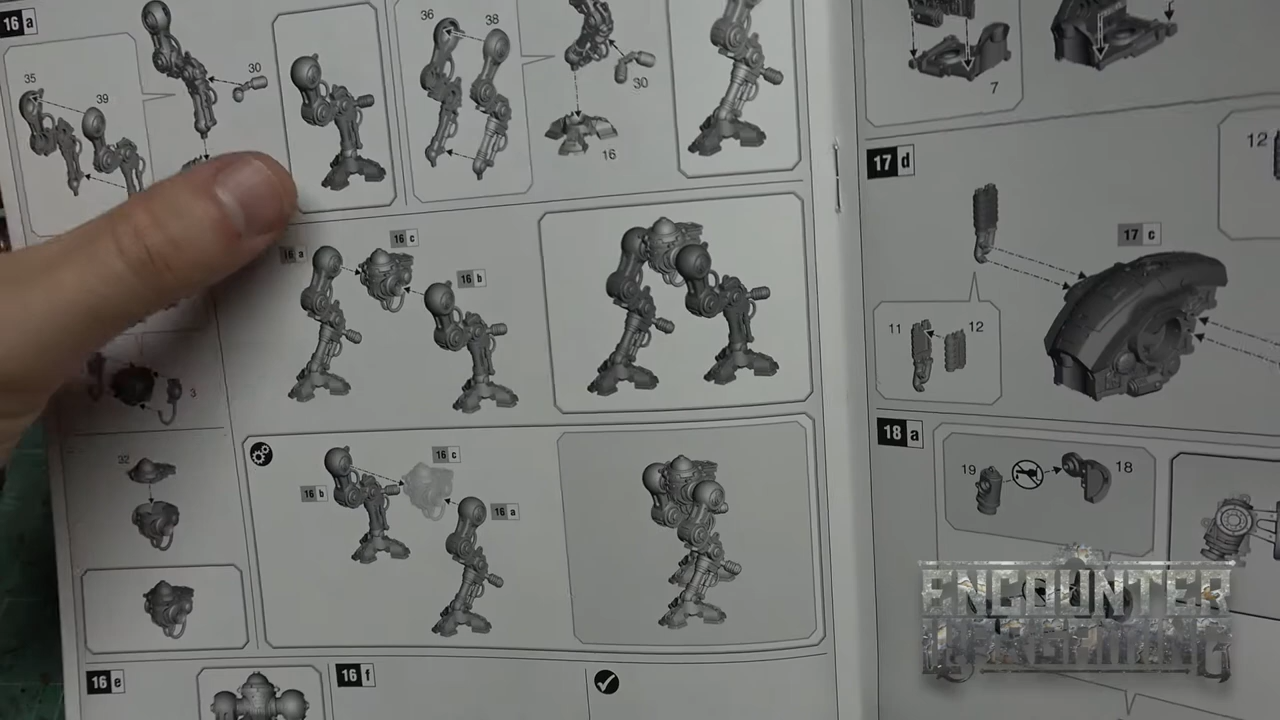 16 a
35
39
30
36
38
30
16
7
12
17 d
17 c
11
12
16 a
16 c
16 b
3
32
16 c
16 b
16 a
18 a
19
18
16 e
16 f
ENCOUNTER
WARGAMING